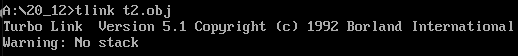 A:\20_12>tlink t2.obj
Turbo Link  Version 5.1 Copyright (c) 1992 Borland International
Warning: No stack